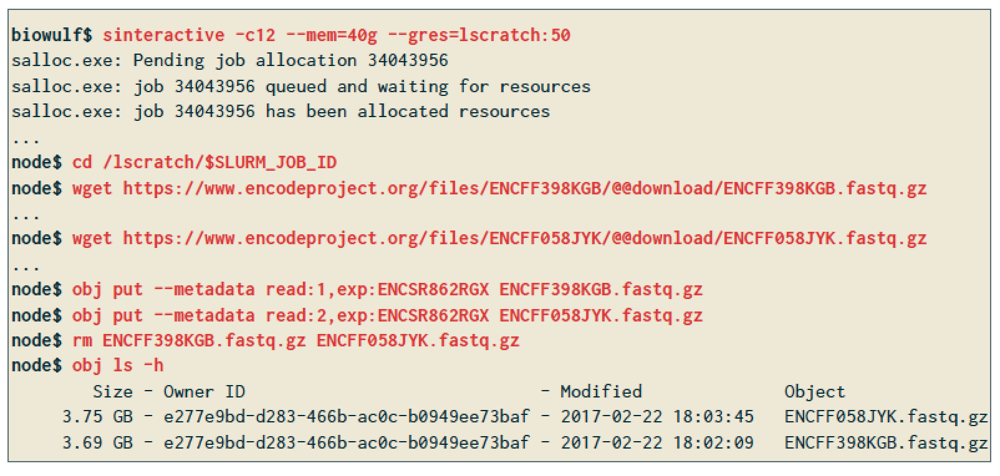 biowulf$ sinteractive -c12 --mem=40g --gres=lscratch:50
salloc.exe: Pending job allocation 34043956
salloc.exe: job 34043956 queued and waiting for resources
salloc.exe: job 34043956 has been allocated resources
...
node$ cd /lscratch/$SLURM_JOB_ID
node$ wget https://www.encodeproject.org/files/ENCFF398KGB/@@download/ENCFF398KGB.fastq.gz
...
node$ wget https://www.encodeproject.org/files/ENCFF058JYK/@@download/ENCFF058JYK.fastq.gz
...
node$ obj put --metadata read:1,exp:ENCSR862RGX ENCFF398KGB.fastq.gz
node$ obj put --metadata read:2,exp:ENCSR862RGX ENCFF058JYK.fastq.gz
node$ rm ENCFF398KGB.fastq.gz ENCFF058JYK.fastq.gz
node$ obj ls -h
        Size - Owner ID                             - Modified              Object
     3.75 GB - e277e9bd-d283-466b-ac0c-b0949ee73baf - 2017-02-22 18:03:45   ENCFF058JYK.fastq.gz
     3.69 GB - e277e9bd-d283-466b-ac0c-b0949ee73baf - 2017-02-22 18:02:09   ENCFF398KGB.fastq.gz